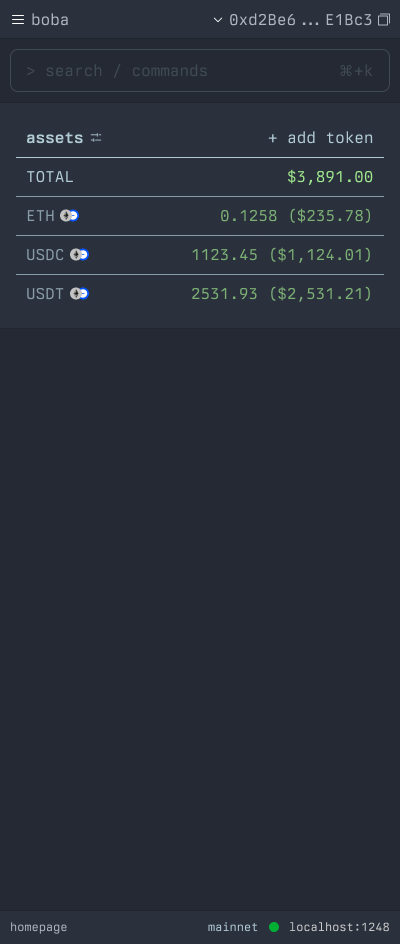 boba 0xd2Be6 ... E1Bc3
> search / commands ⌘+k
assets + add token
TOTAL $3,891.00
ETH 0.1258 ($235.78)
USDC 1123.45 ($1,124.01)
USDT 2531.93 ($2,531.21)
homepage mainnet localhost:1248